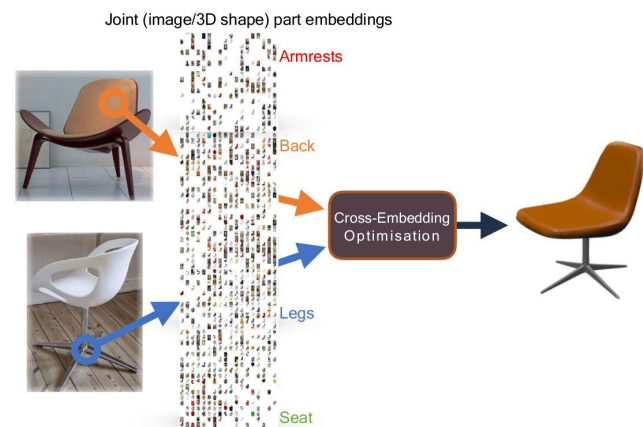 Joint (image/3D shape) part embeddings
Armrests
Back
Cross-Embedding
Optimisation
Legs
Seat